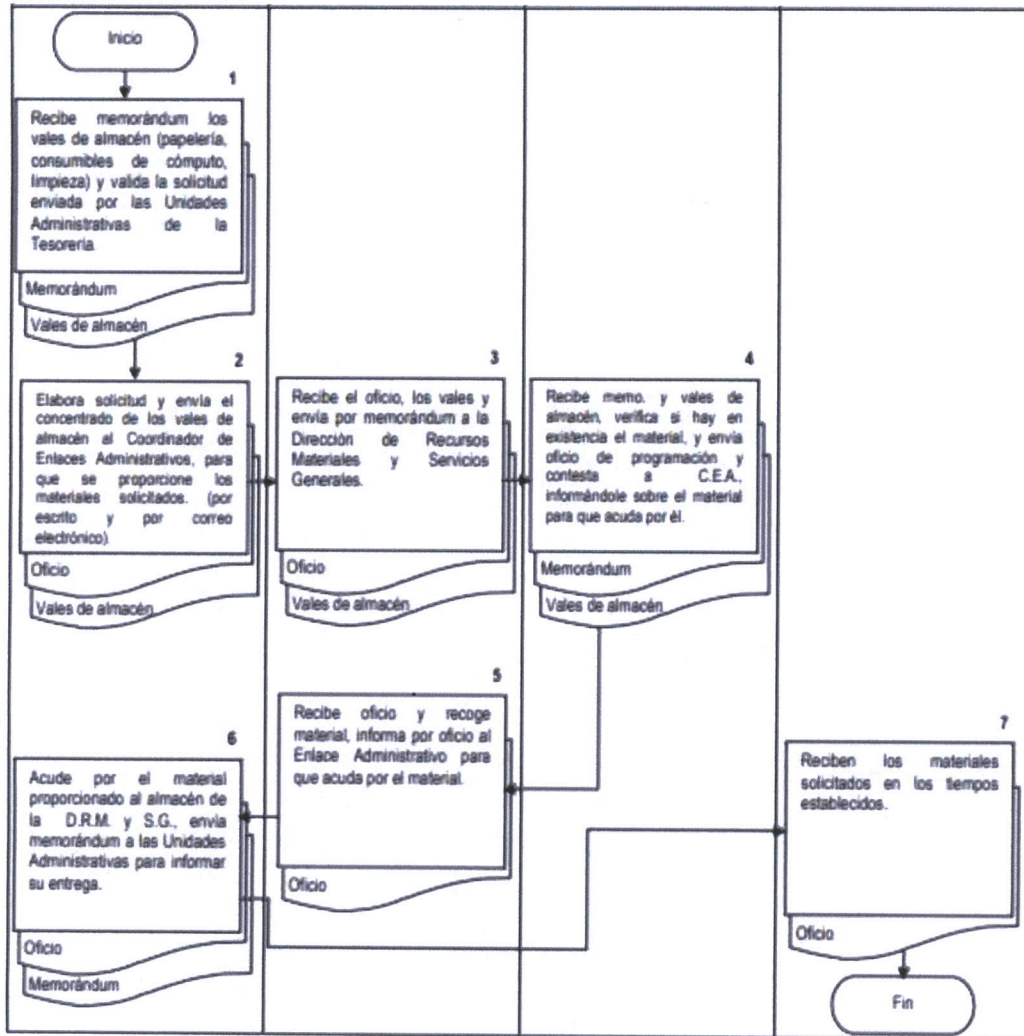 Inicio
1
Recibe memorándum los
vales de almacén (papelería,
consumibles de cómputo,
limpieza) y valida la solicitud
enviada por las Unidades
Administrativas de la
Tesorería.
Memorándum
Vales de almacén
2
Elabora solicitud y envía el
concentrado de los vales de
almacén al Coordinador de
Enlaces Administrativos, para
que se proporcione los
materiales solicitados. (por
escrito y por correo
electrónico).
Oficio
Vales de almacén
3
Recibe el oficio, los vales y
envía por memorándum a la
Dirección de Recursos
Materiales y Servicios
Generales.
Oficio
Vales de almacén
4
Recibe memo. y vales de
almacén, verifica si hay en
existencia el material, y envía
oficio de programación y
contesta a C.E.A.,
informándole sobre el material
para que acuda por él.
Memorándum
Vales de almacén
5
Recibe oficio y recoge
material, informa por oficio al
Enlace Administrativo para
que acuda por el material.
Oficio
6
Acude por el material
proporcionado al almacén de
la D.R.M. y S.G., envía
memorándum a las Unidades
Administrativas para informar
su entrega.
Oficio
Memorándum
7
Reciben los materiales
solicitados en los tiempos
establecidos.
Oficio
Fin